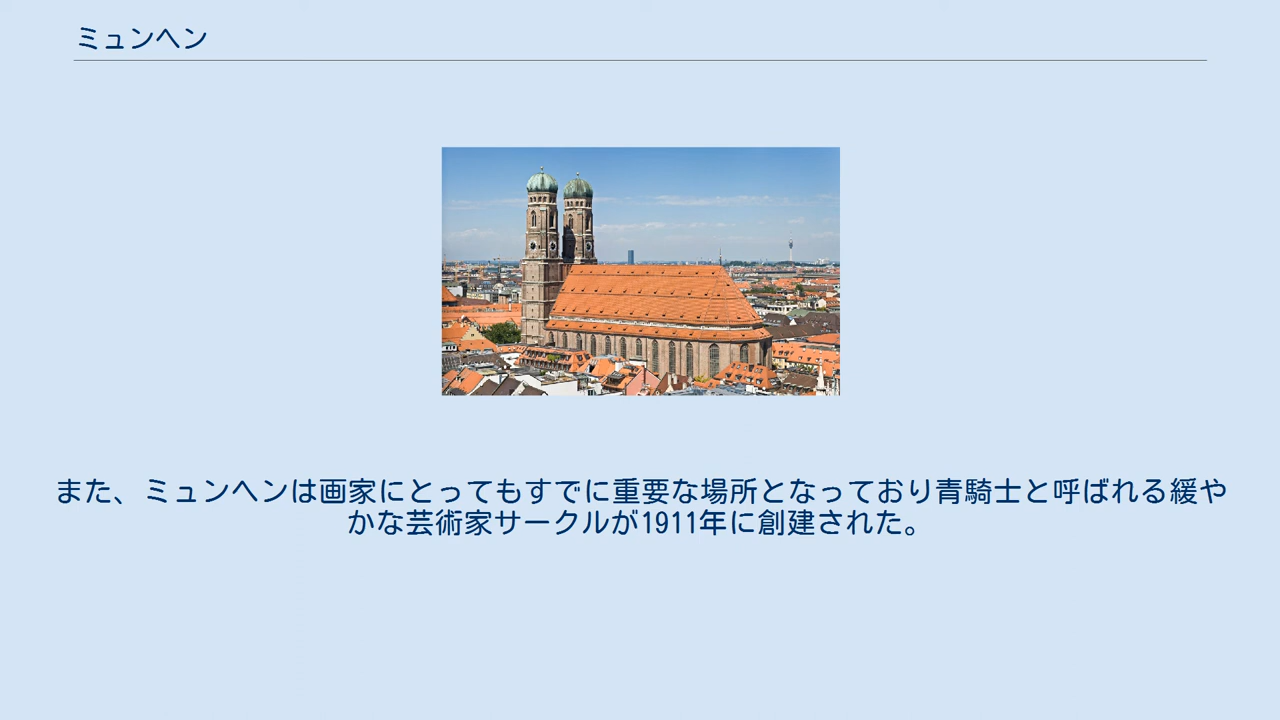 ミュンヘン
また、ミュンヘンは画家にとってもすでに重要な場所となっており青騎士と呼ばれる緩や
かな芸術家サークルが1911年に創建された。